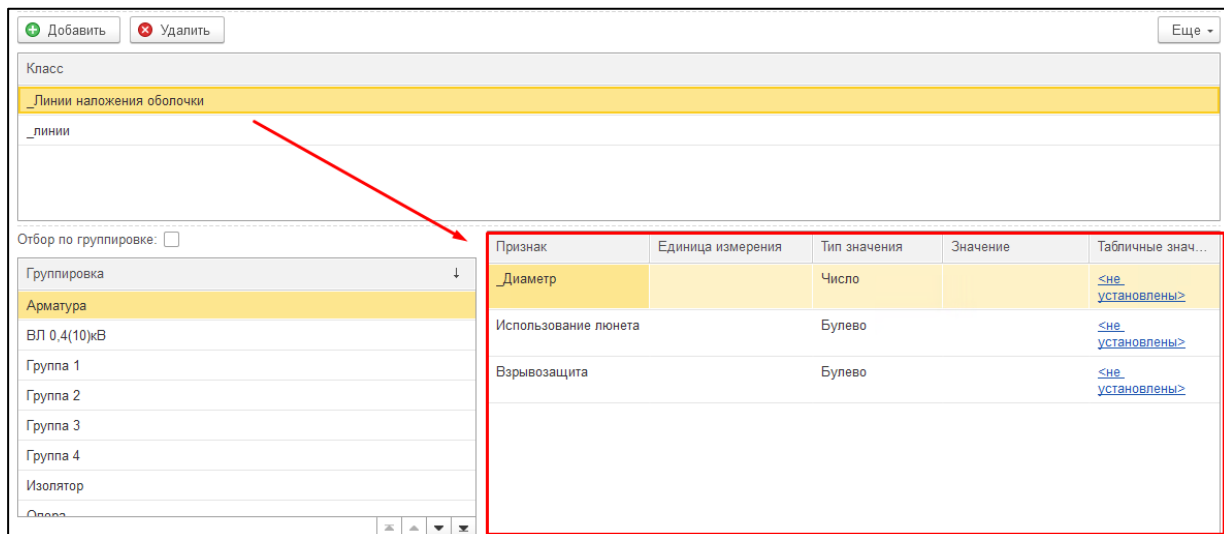 Добавить Удалить Еще
Класс
_Линии наложения оболочки
_линии
Отбор по группировке:
Группировка ↓
Арматура
ВЛ 0,4(10)кВ
Группа 1
Группа 2
Группа 3
Группа 4
Изолятор
Опора
Признак Единица измерения Тип значения Значение Табличные знач...
_Диаметр Число <не
установлены>
Использование люнета Булево <не
установлены>
Взрывозащита Булево <не
установлены>